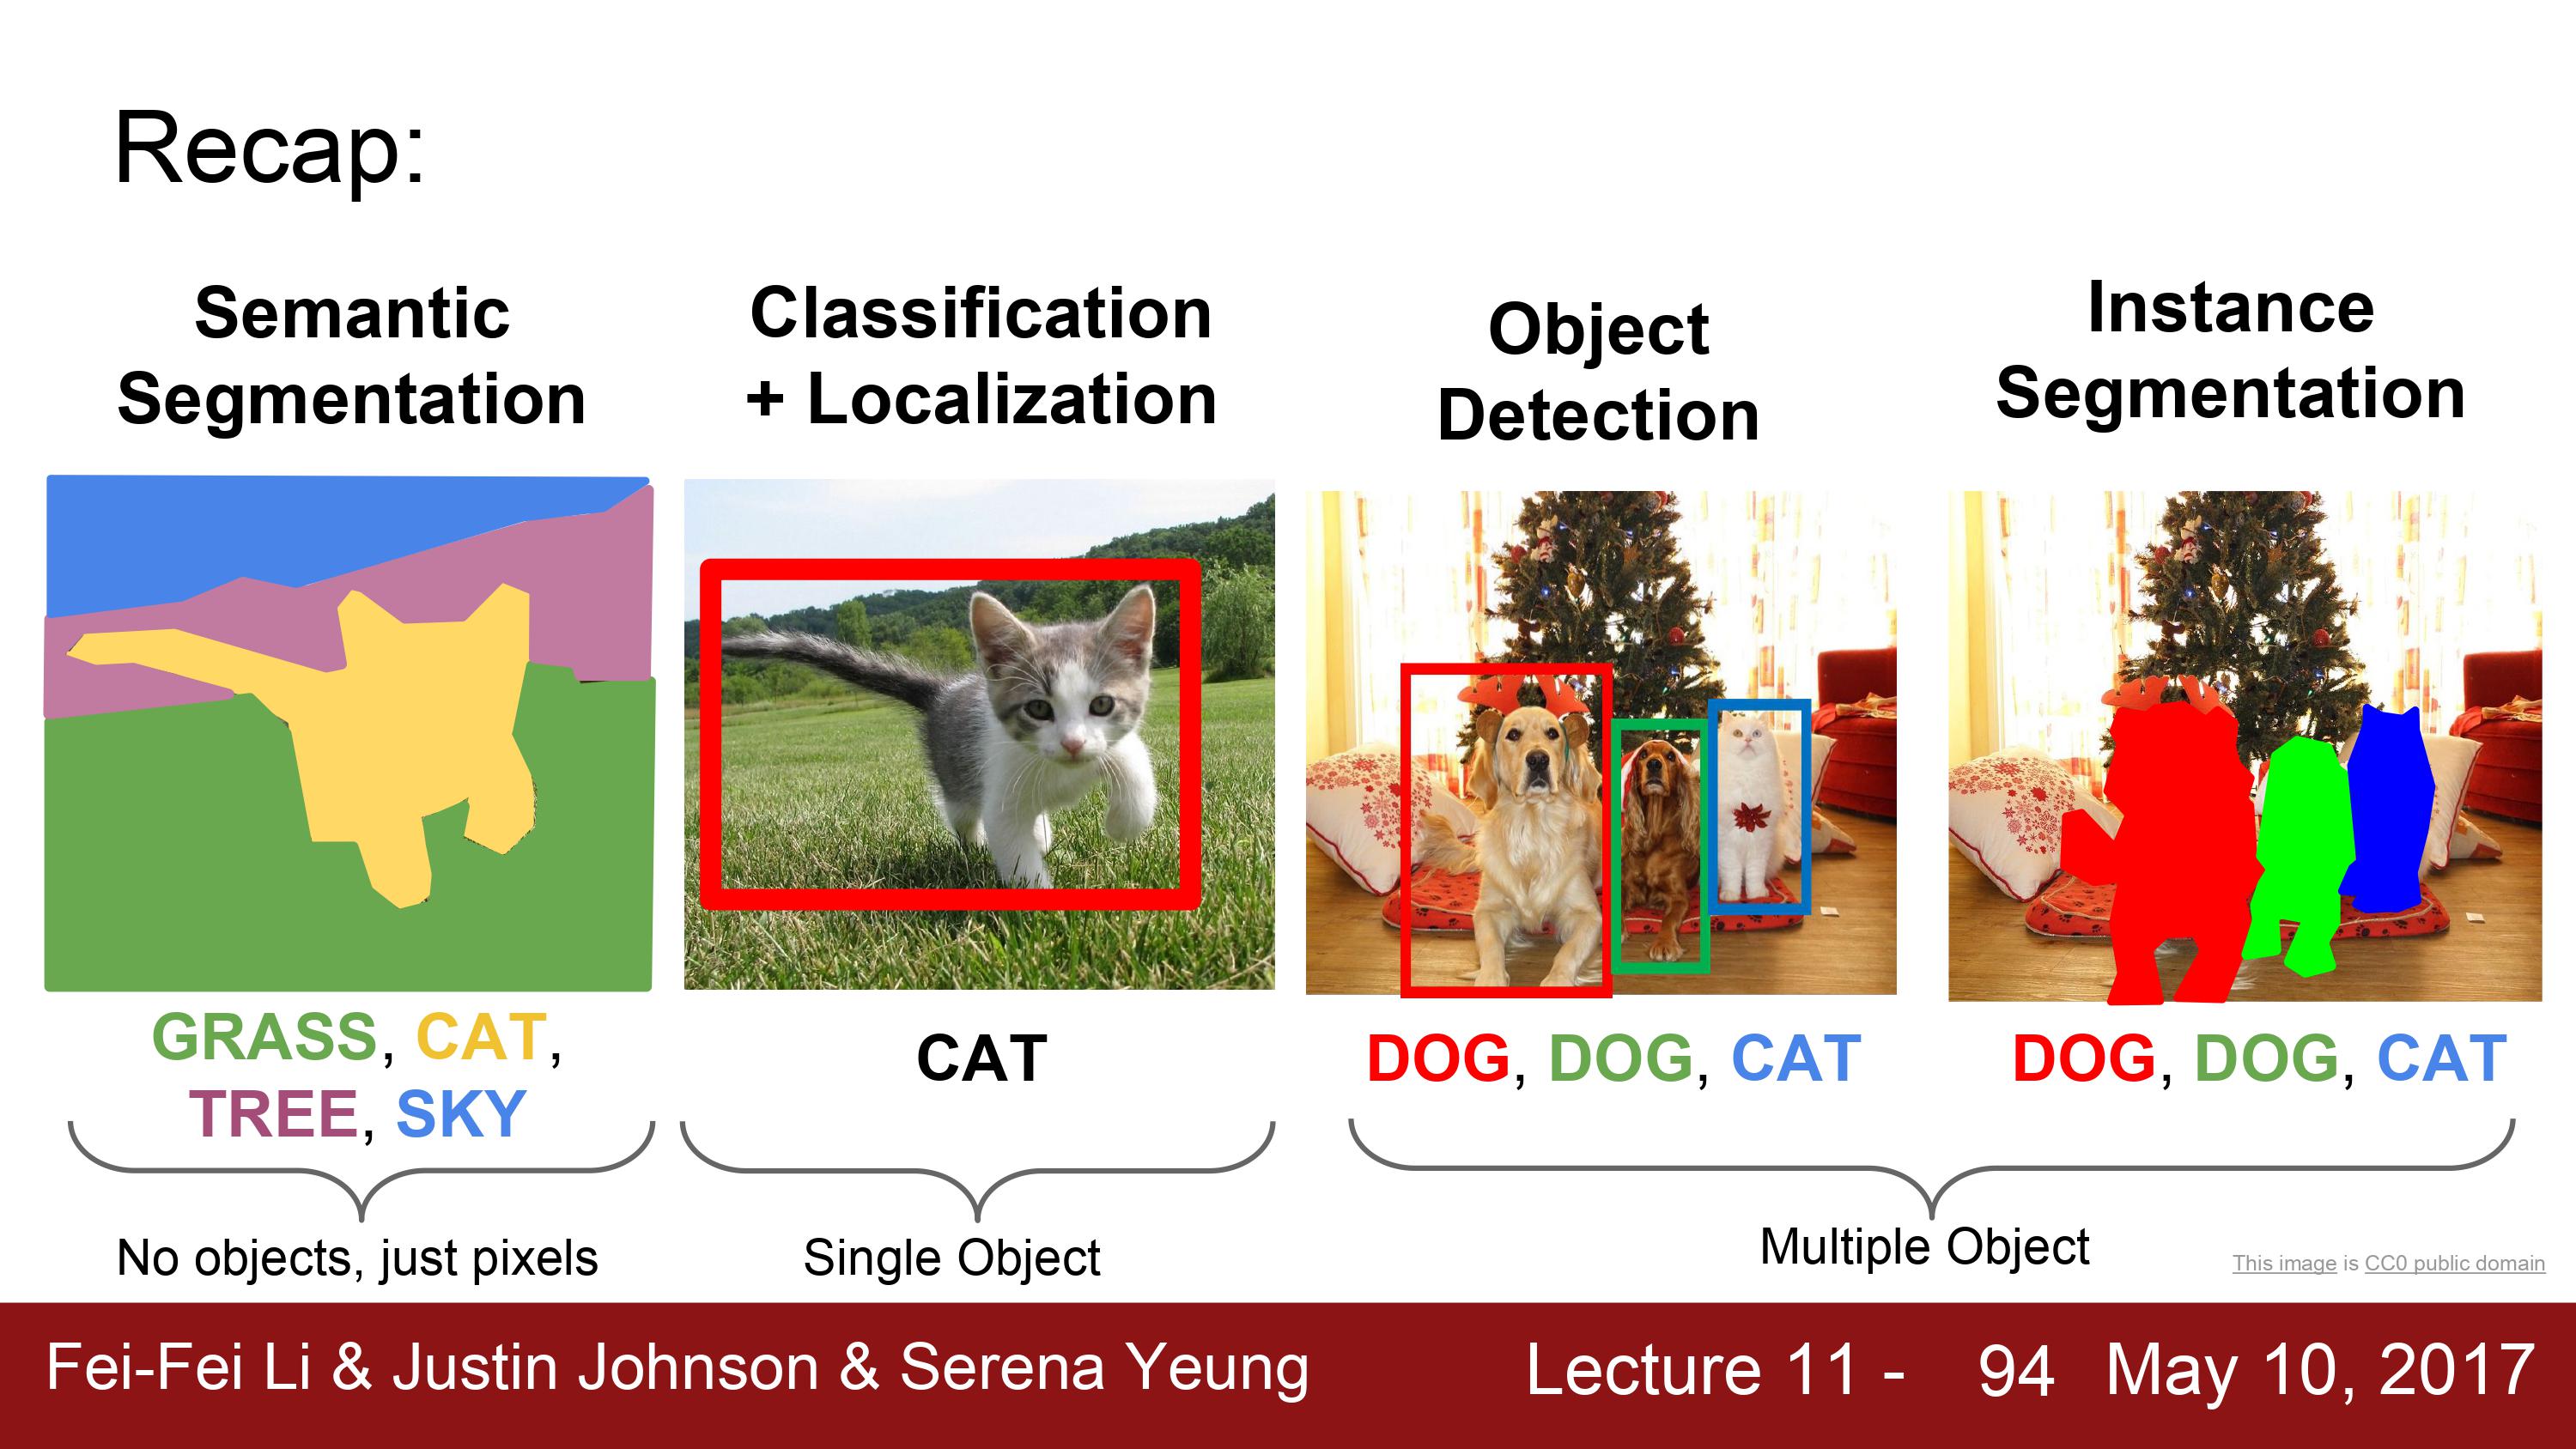 Recap:
Semantic
Segmentation
Classification
+ Localization
Object
Detection
Instance
Segmentation
GRASS, CAT,
TREE, SKY
CAT
DOG, DOG, CAT
DOG, DOG, CAT
No objects, just pixels
Single Object
Multiple Object
This image is CC0 public domain
Fei-Fei Li & Justin Johnson & Serena Yeung
Lecture 11 - 94 May 10, 2017